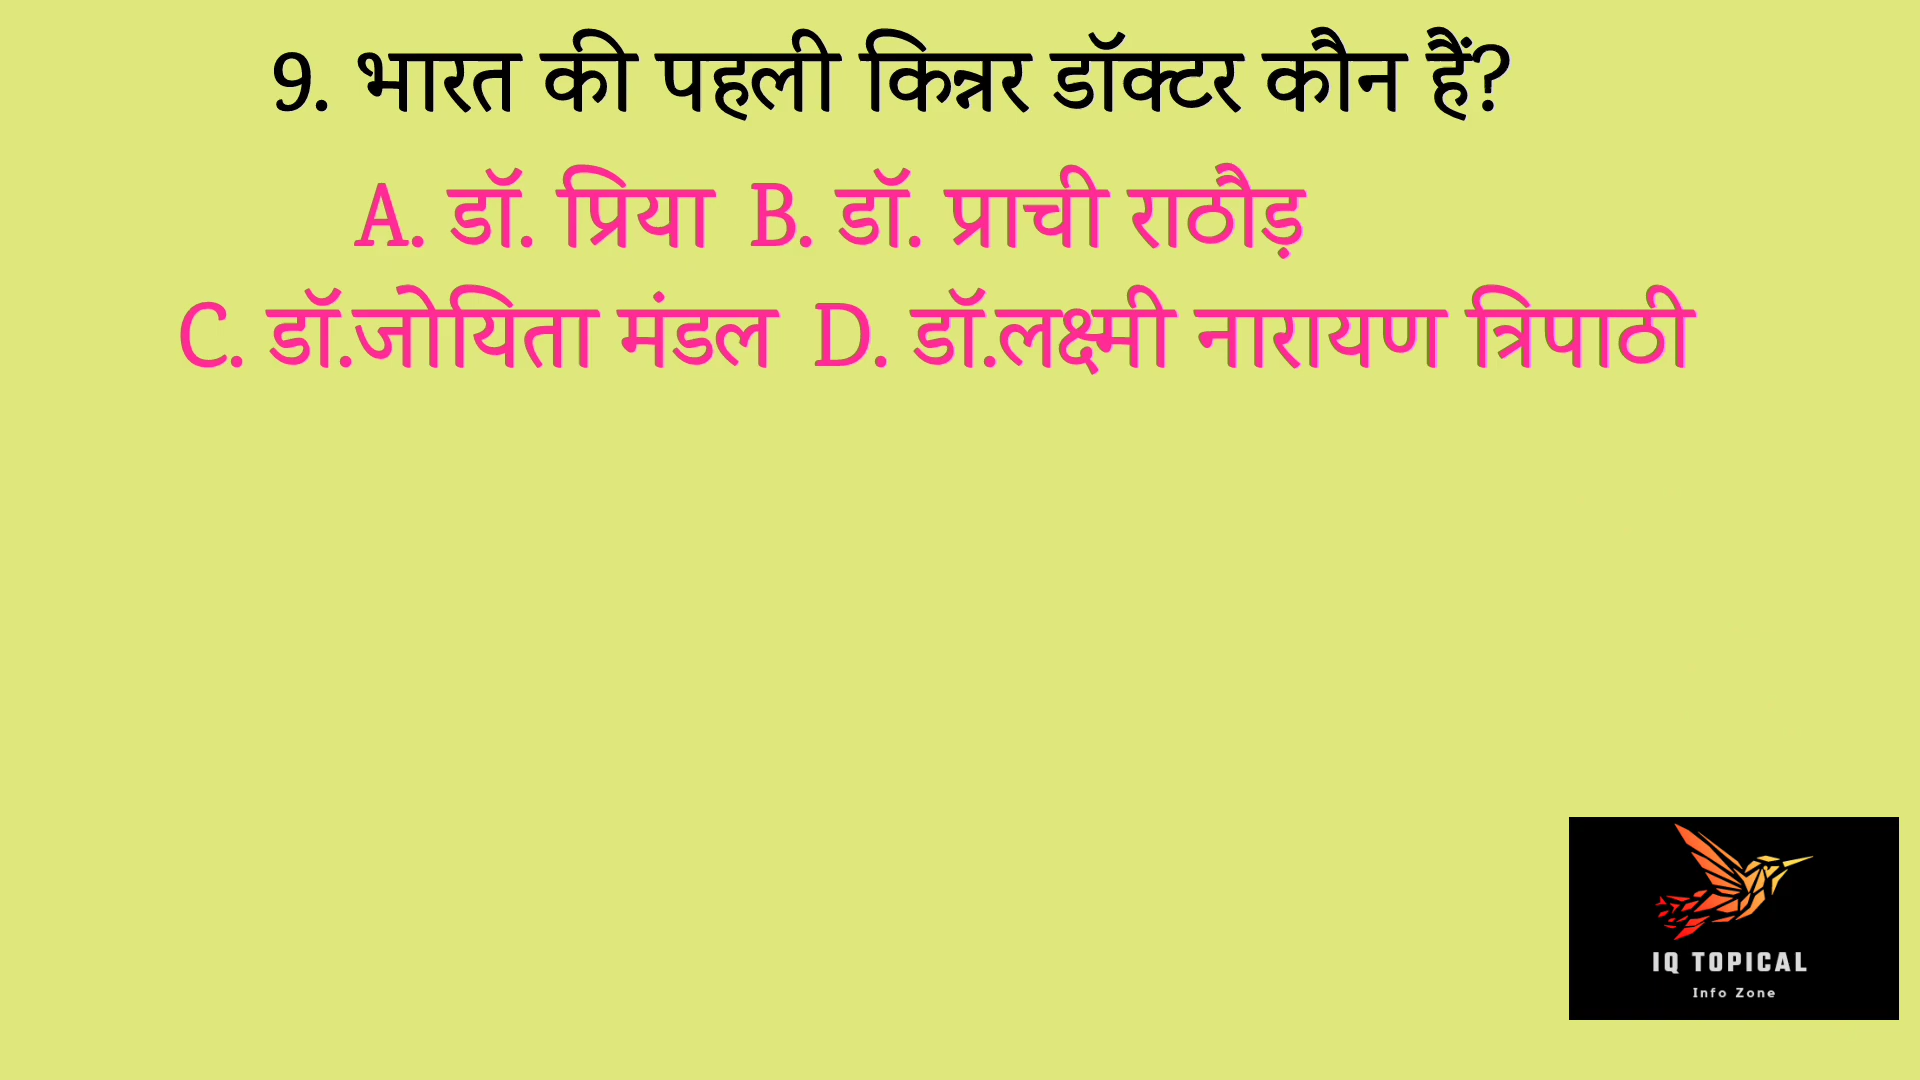 9. भारत की पहली किन्नर डॉक्टर कौन हैं?
A. डॉ. प्रिया B. डॉ. प्राची राठौड़
C. डॉ.जोयिता मंडल D. डॉ.लक्ष्मी नारायण त्रिपाठी
IQ TOPICAL
Info Zone